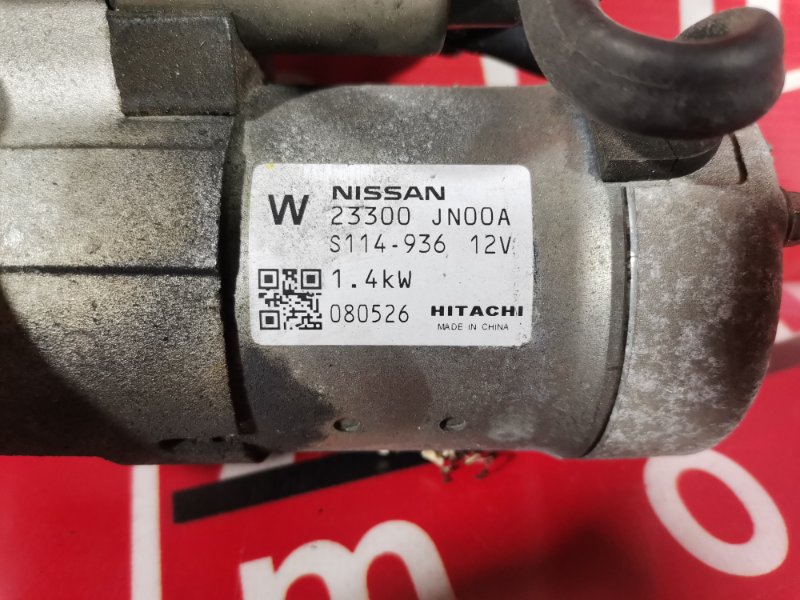 W NISSAN
23300 JN00A
S114-936 12V
1.4kW
080526 HITACHI
MADE IN CHINA
m o